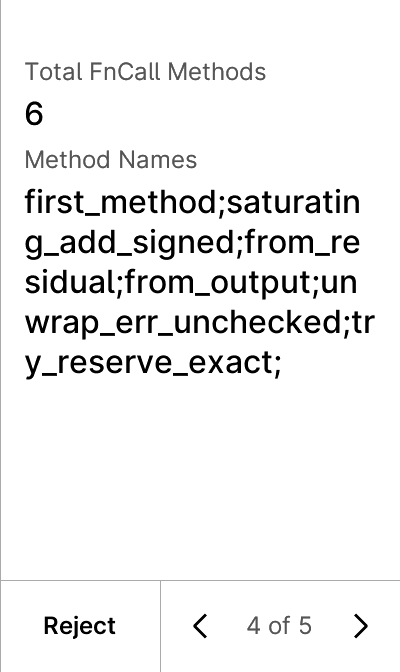 Total FnCall Methods
6
Method Names
first_method;saturatin
g_add_signed;from_re
sidual;from_output;un
wrap_err_unchecked;tr
y_reserve_exact;
Reject
4 of 5